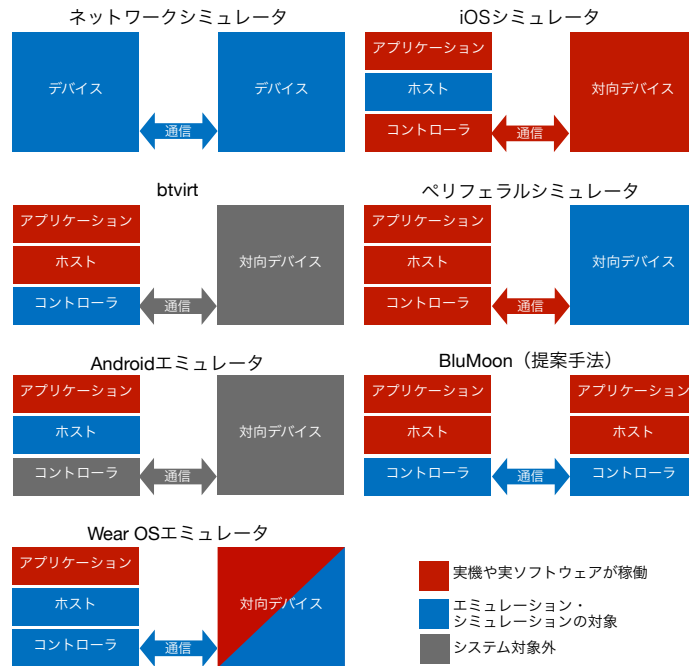 ネットワークシミュレータ
デバイス
通信
デバイス
iOSシミュレータ
アプリケーション
ホスト
コントローラ
通信
対向デバイス
btvirt
アプリケーション
ホスト
コントローラ
通信
対向デバイス
ペリフェラルシミュレータ
アプリケーション
ホスト
コントローラ
通信
対向デバイス
Androidエミュレータ
アプリケーション
ホスト
コントローラ
通信
対向デバイス
BluMoon（提案手法）
アプリケーション
ホスト
コントローラ
通信
アプリケーション
ホスト
コントローラ
Wear OSエミュレータ
アプリケーション
ホスト
コントローラ
通信
対向デバイス
実機や実ソフトウェアが稼働
エミュレーション・
シミュレーションの対象
システム対象外